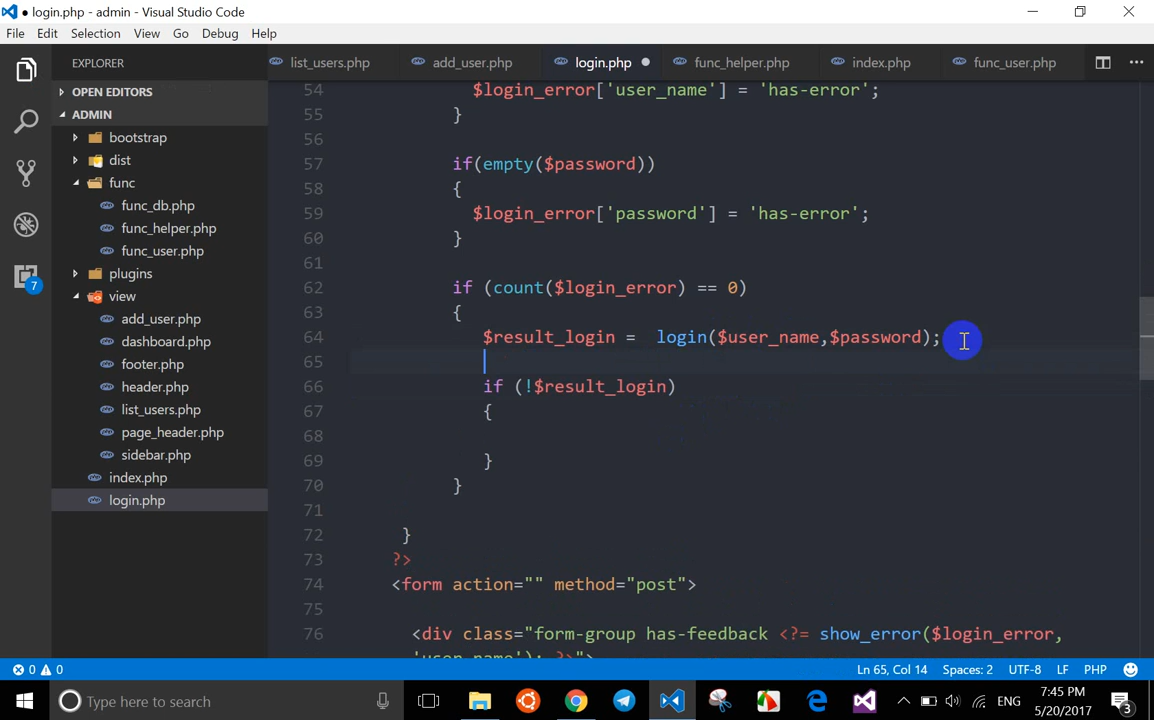 ● login.php - admin - Visual Studio Code
File Edit Selection View Go Debug Help
EXPLORER
list_users.php
add_user.php
login.php ●
func_helper.php
index.php
func_user.php
OPEN EDITORS
ADMIN
bootstrap
dist
func
func_db.php
func_helper.php
func_user.php
plugins
view
add_user.php
dashboard.php
footer.php
header.php
list_users.php
page_header.php
sidebar.php
index.php
login.php
7
54 $login_error['user_name'] = 'has-error';
55 }
56
57 if(empty($password))
58 {
59 $login_error['password'] = 'has-error';
60 }
61
62 if (count($login_error) == 0)
63 {
64 $result_login =  login($user_name,$password);
65
66 if (!$result_login)
67 {
68
69 }
70 }
71
72 }
73 ?>
74 <form action="" method="post">
75
76 <div class="form-group has-feedback <?= show_error($login_error,
'user_name'); ?>">
0 0
Ln 65, Col 14 Spaces: 2 UTF-8 LF PHP
Type here to search
ENG
7:45 PM
5/20/2017
3